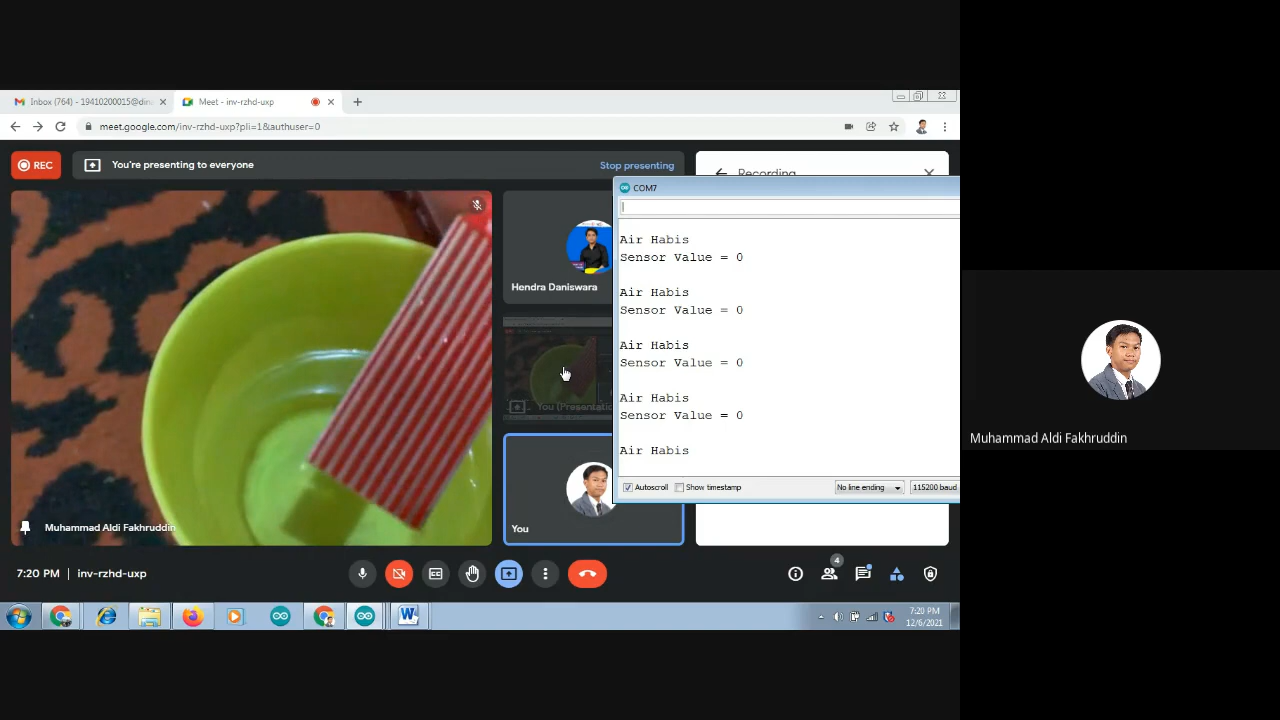 Inbox (764) - 19410200015@din
Meet - inv-rzhd-uxp
meet.google.com/inv-rzhd-uxp?pli=1&authuser=0
REC
You're presenting to everyone
Stop presenting
Recording
COM7
Air Habis
Sensor Value = 0
Air Habis
Sensor Value = 0
Air Habis
Sensor Value = 0
Air Habis
Sensor Value = 0
Air Habis
Autoscroll
Show timestamp
No line ending
115200 baud
Hendra Daniswara
You (Presentatio
You
Muhammad Aldi Fakhruddin
Muhammad Aldi Fakhruddin
7:20 PM | inv-rzhd-uxp
4
7:20 PM
12/6/2021